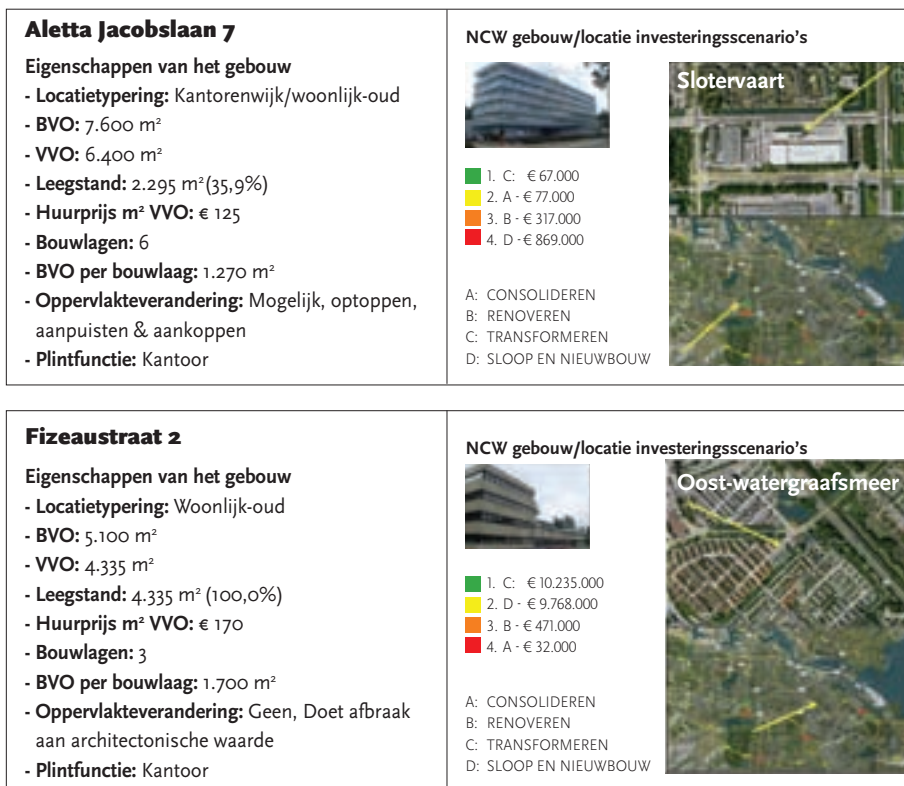 Aletta Jacobslaan 7
Eigenschappen van het gebouw
- Locatietypering: Kantorenwijk/woonlijk-oud
- BVO: 7.600 m²
- VVO: 6.400 m²
- Leegstand: 2.295 m² (35,9%)
- Huurprijs m² VVO: € 125
- Bouwlagen: 6
- BVO per bouwlaag: 1.270 m²
- Oppervlakteverandering: Mogelijk, optoppen,
aanpuisten & aankoppen
- Plintfunctie: Kantoor
NCW gebouw/locatie investeringsscenario's
Slotervaart
1. C: € 67.000
2. A - € 77.000
3. B - € 317.000
4. D - € 869.000
A: CONSOLIDEREN
B: RENOVEREN
C: TRANSFORMEREN
D: SLOOP EN NIEUWBOUW
Fizeaustraat 2
Eigenschappen van het gebouw
- Locatietypering: Woonlijk-oud
- BVO: 5.100 m²
- VVO: 4.335 m²
- Leegstand: 4.335 m² (100,0%)
- Huurprijs m² VVO: € 170
- Bouwlagen: 3
- BVO per bouwlaag: 1.700 m²
- Oppervlakteverandering: Geen, Doet afbraak
aan architectonische waarde
- Plintfunctie: Kantoor
NCW gebouw/locatie investeringsscenario's
Oost-watergraafsmeer
1. C: € 10.235.000
2. D - € 9.768.000
3. B - € 471.000
4. A - € 32.000
A: CONSOLIDEREN
B: RENOVEREN
C: TRANSFORMEREN
D: SLOOP EN NIEUWBOUW